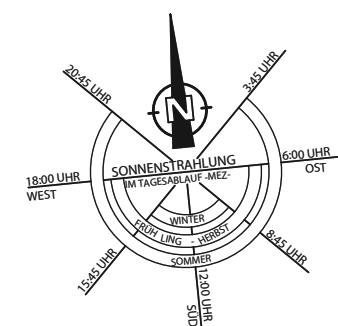 20:45 UHR
3:45 UHR
N
SONNENSTRAHLUNG
IM TAGESABLAUF -MEZ-
6:00 UHR
OST
18:00 UHR
WEST
WINTER
FRÜH LING - HERBST
SOMMER
8:45 UHR
15:45 UHR
12:00 UHR
SÜD